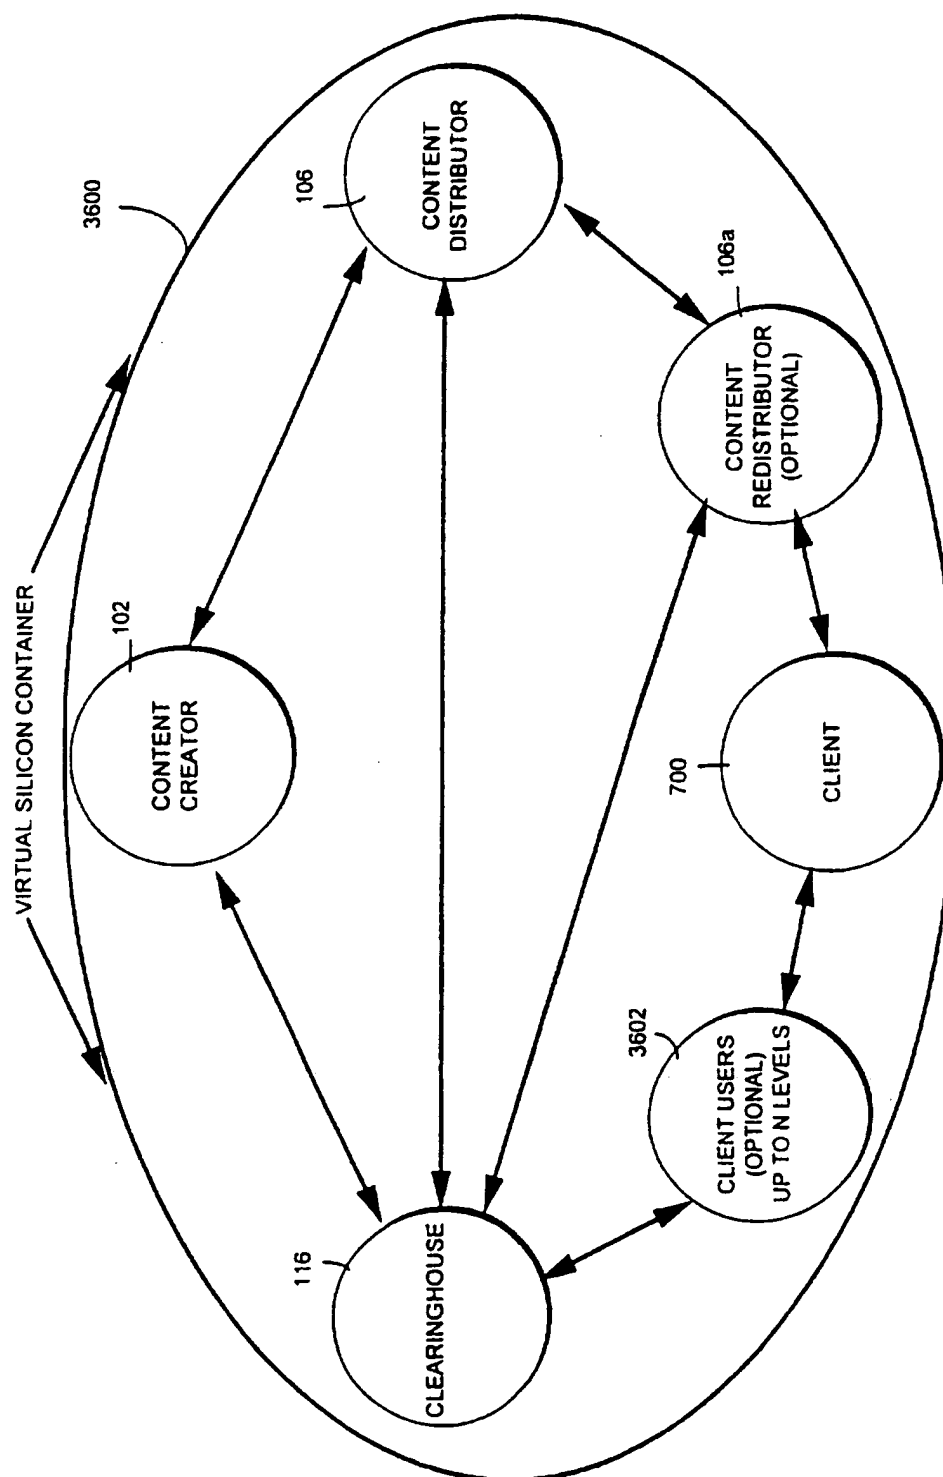 VIRTUAL SILICON CONTAINER
3600
102
CONTENT
CREATOR
106
CONTENT
DISTRIBUTOR
116
CLEARINGHOUSE
106a
CONTENT
REDISTRIBUTOR
(OPTIONAL)
3602
CLIENT USERS
(OPTIONAL)
UP TO N LEVELS
700
CLIENT